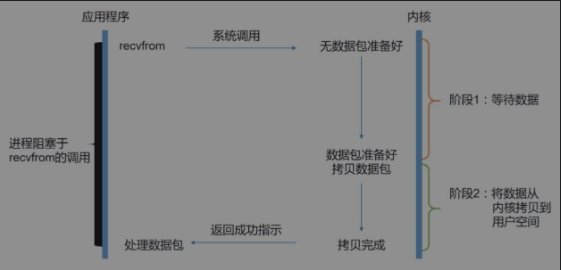 应用程序
内核
recvfrom
系统调用
无数据包准备好
阶段1：等待数据
进程阻塞于
recvfrom的调用
数据包准备好
拷贝数据包
阶段2：将数据从
内核拷贝到
用户空间
返回成功指示
处理数据包
拷贝完成